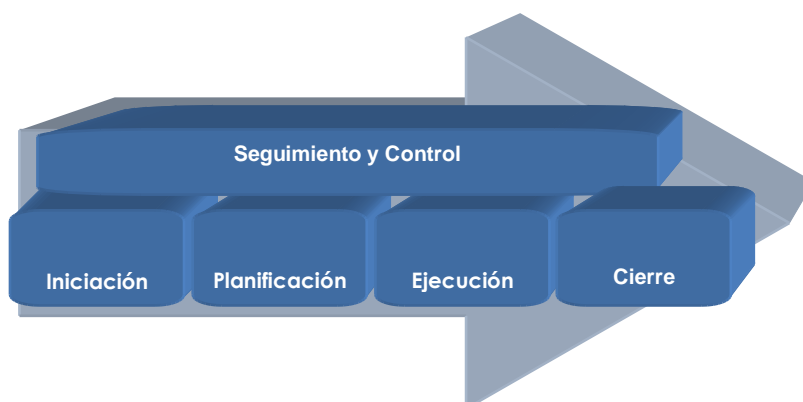 Seguimiento y Control
Iniciación
Planificación
Ejecución
Cierre